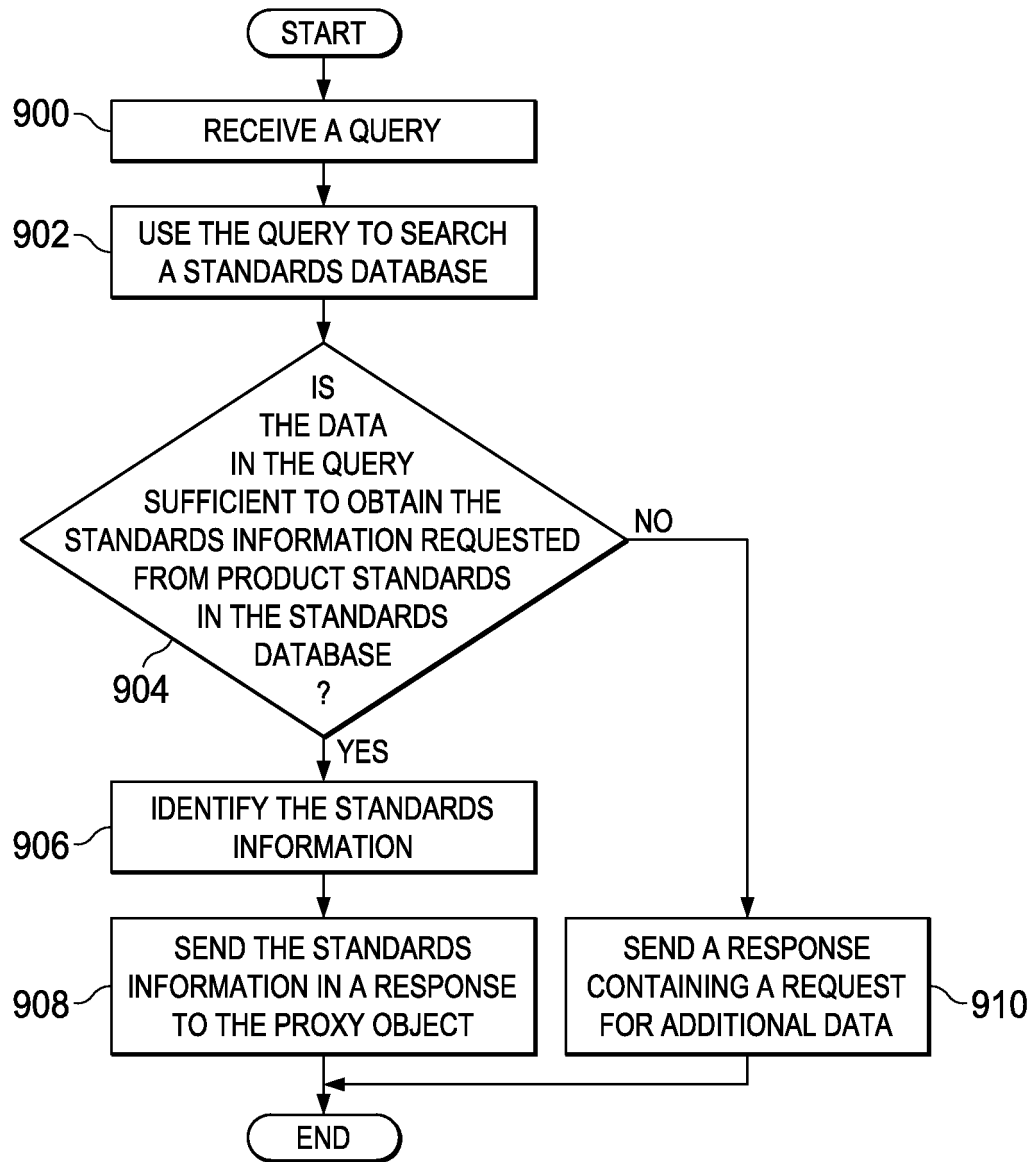 START
900
RECEIVE A QUERY
902
USE THE QUERY TO SEARCH
A STANDARDS DATABASE
IS
THE DATA
IN THE QUERY
SUFFICIENT TO OBTAIN THE
STANDARDS INFORMATION REQUESTED
FROM PRODUCT STANDARDS
IN THE STANDARDS
DATABASE
?
904
NO
YES
906
IDENTIFY THE STANDARDS
INFORMATION
908
SEND THE STANDARDS
INFORMATION IN A RESPONSE
TO THE PROXY OBJECT
SEND A RESPONSE
CONTAINING A REQUEST
FOR ADDITIONAL DATA
910
END